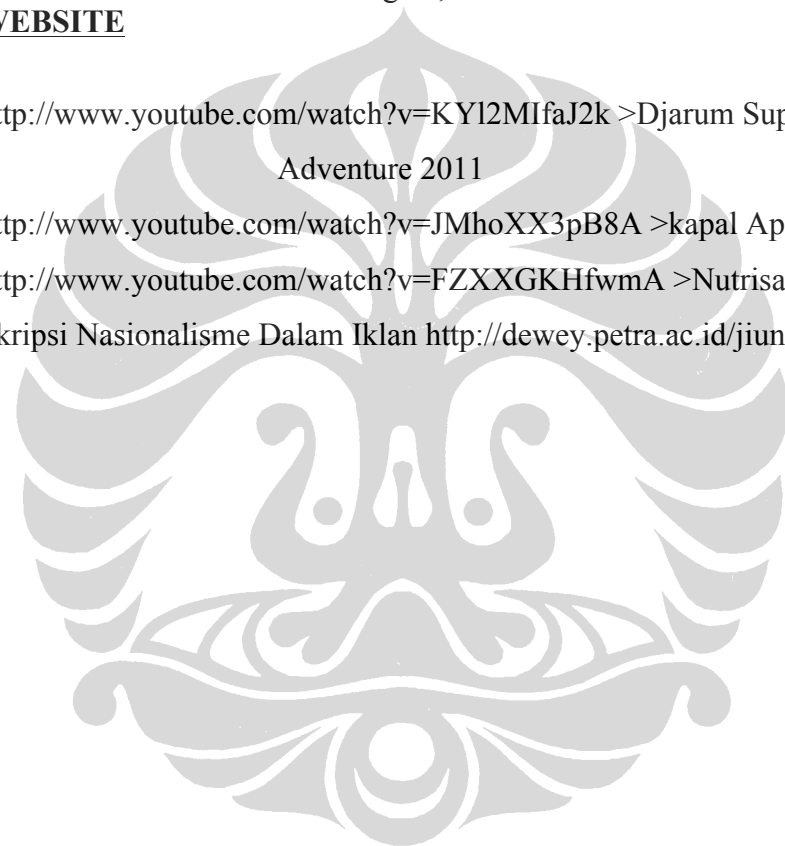 VEBSITE
ttp://www.youtube.com/watch?v=KYl2MIfaJ2k >Djarum Sup
Adventure 2011
ttp://www.youtube.com/watch?v=JMhoXX3pB8A >kapal Ap
ttp://www.youtube.com/watch?v=FZXXGKHfwmA >Nutrisa
kripsi Nasionalisme Dalam Iklan http://dewey.petra.ac.id/jiun